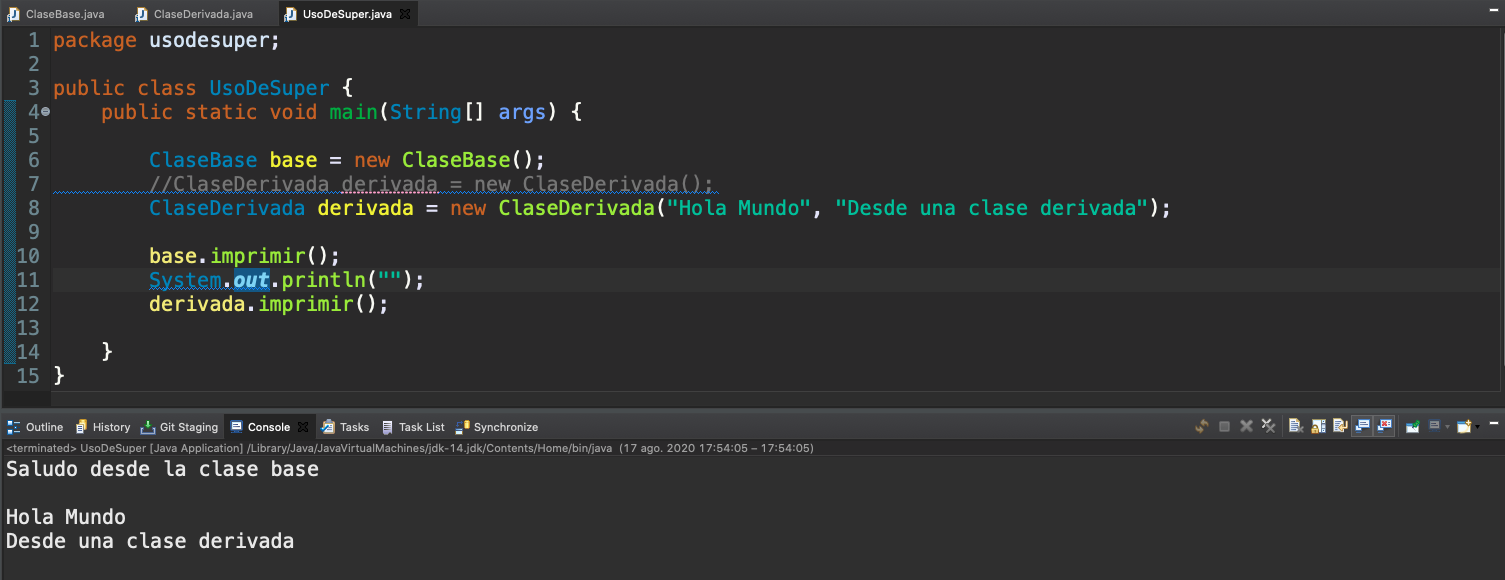 ClaseBase.java ClaseDerivada.java UsoDeSuper.java
1 package usodesuper;
2
3 public class UsoDeSuper {
4 public static void main(String[] args) {
5
6 ClaseBase base = new ClaseBase();
7 //ClaseDerivada derivada = new ClaseDerivada();
8 ClaseDerivada derivada = new ClaseDerivada("Hola Mundo", "Desde una clase derivada");
9
10 base.imprimir();
11 System.out.println("");
12 derivada.imprimir();
13
14 }
15 }
Outline History Git Staging Console Tasks Task List Synchronize
<terminated> UsoDeSuper [Java Application] /Library/Java/JavaVirtualMachines/jdk-14.jdk/Contents/Home/bin/java (17 ago. 2020 17:54:05 – 17:54:05)
Saludo desde la clase base
Hola Mundo
Desde una clase derivada